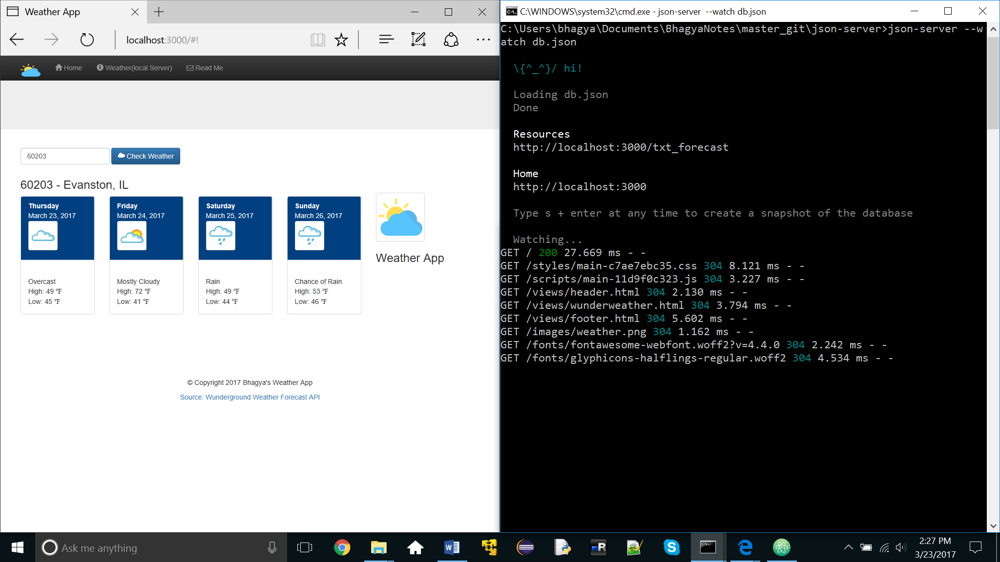 Weather App
localhost:3000/#!
Home Weather(local Server) Read Me
60203 Check Weather
60203 - Evanston, IL
Thursday
March 23, 2017
Overcast
High: 49 ℉
Low: 45 ℉
Friday
March 24, 2017
Mostly Cloudy
High: 72 ℉
Low: 41 ℉
Saturday
March 25, 2017
Rain
High: 49 ℉
Low: 44 ℉
Sunday
March 26, 2017
Chance of Rain
High: 53 ℉
Low: 46 ℉
Weather App
© Copyright 2017 Bhagya's Weather App
Source: Wunderground Weather Forecast API
C:\WINDOWS\system32\cmd.exe - json-server  --watch db.json
C:\Users\bhagya\Documents\BhagyaNotes\master_git\json-server>json-server --w
atch db.json
\{^_^}/ hi!
Loading db.json
Done
Resources
http://localhost:3000/txt_forecast
Home
http://localhost:3000
Type s + enter at any time to create a snapshot of the database
Watching...
GET / 200 27.669 ms - -
GET /styles/main-c7ae7ebc35.css 304 8.121 ms - -
GET /scripts/main-11d9f0c323.js 304 3.227 ms - -
GET /views/header.html 304 2.130 ms - -
GET /views/wunderweather.html 304 3.794 ms - -
GET /views/footer.html 304 5.602 ms - -
GET /images/weather.png 304 1.162 ms - -
GET /fonts/fontawesome-webfont.woff2?v=4.4.0 304 2.242 ms - -
GET /fonts/glyphicons-halflings-regular.woff2 304 4.534 ms - -
Ask me anything
2:27 PM
3/23/2017